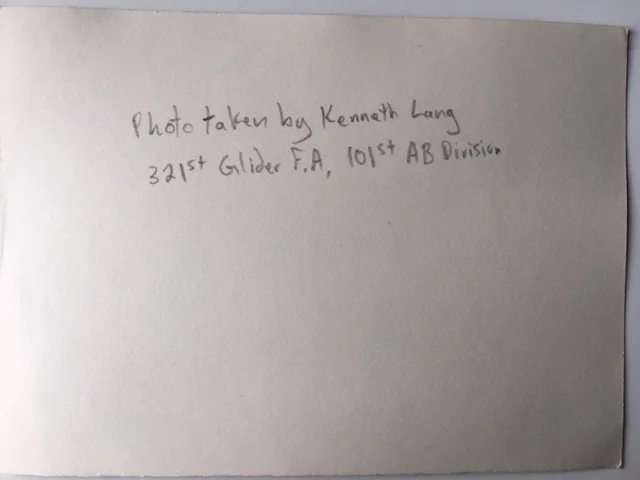 Photo taken by Kenneth Lang
321st Glider F.A, 101st AB Division